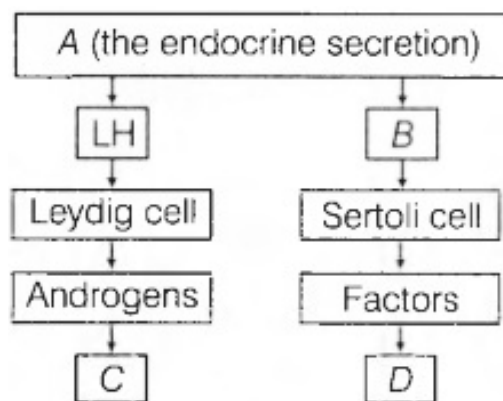 A (the endocrine secretion)
LH B
Leydig cell Sertoli cell
Androgens Factors
C D